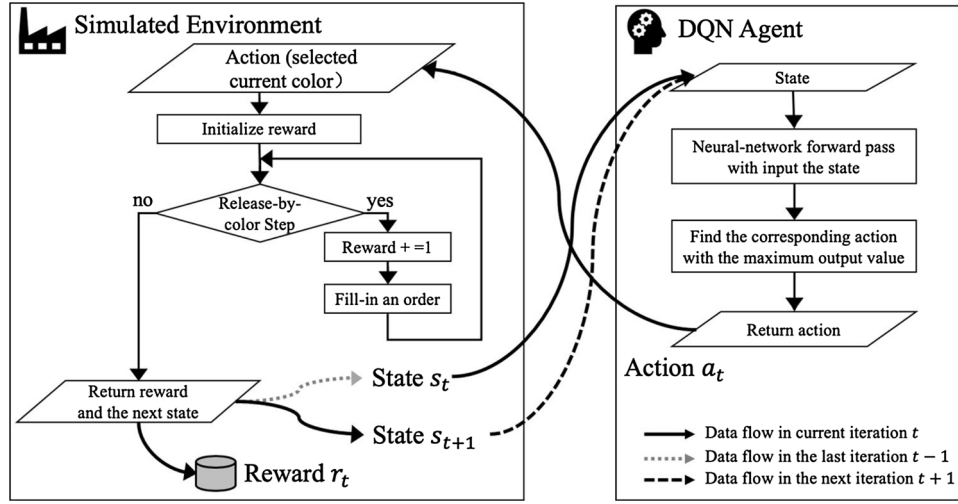 Simulated Environment
Action (selected
current color)
Initialize reward
Release-by-
color Step
no
yes
Reward + =1
Fill-in an order
Return reward
and the next state
State s_t
State s_{t+1}
Reward r_t
DQN Agent
State
Neural-network forward pass
with input the state
Find the corresponding action
with the maximum output value
Return action
Action a_t
Data flow in current iteration t
Data flow in the last iteration t − 1
Data flow in the next iteration t + 1